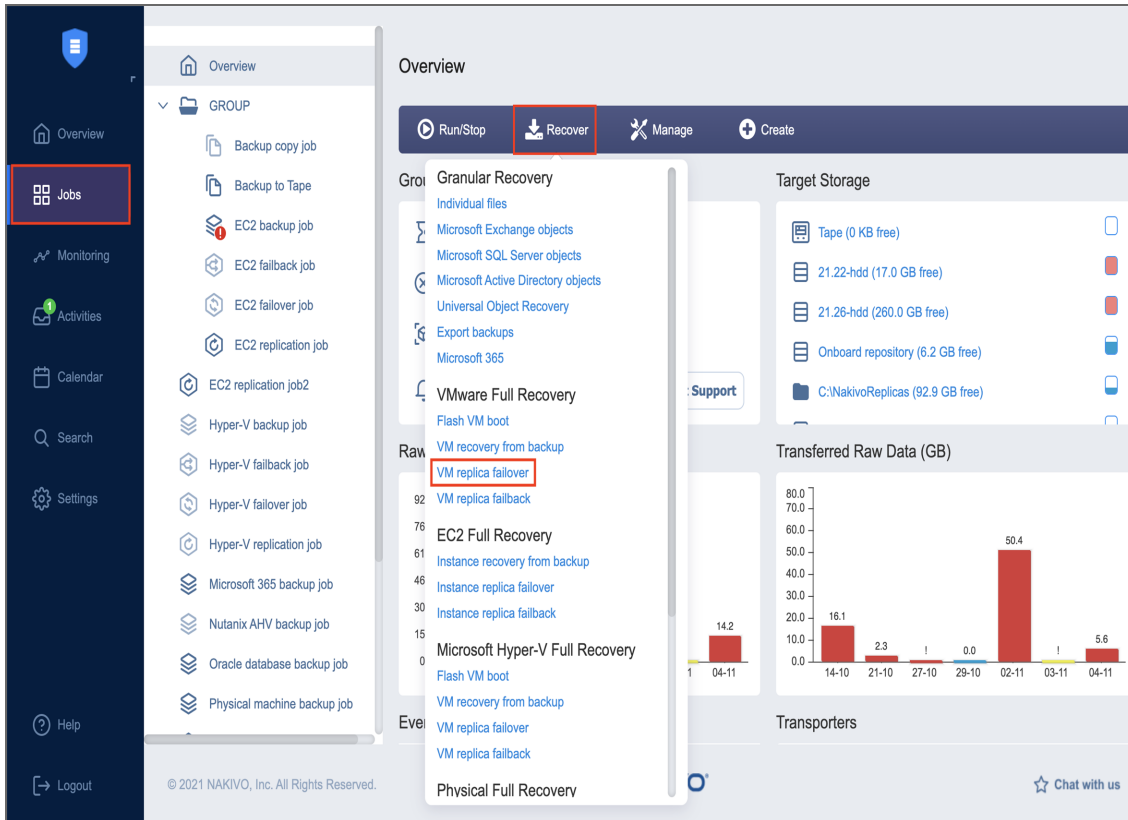 Overview
Jobs
Monitoring
1
Activities
Calendar
Search
Settings
Help
Logout
Overview
GROUP
Backup copy job
Backup to Tape
EC2 backup job
EC2 failback job
EC2 failover job
EC2 replication job
EC2 replication job2
Hyper-V backup job
Hyper-V failback job
Hyper-V failover job
Hyper-V replication job
Microsoft 365 backup job
Nutanix AHV backup job
Oracle database backup job
Physical machine backup job
Overview
Run/Stop
Recover
Manage
Create
Granular Recovery
Individual files
Microsoft Exchange objects
Microsoft SQL Server objects
Microsoft Active Directory objects
Universal Object Recovery
Export backups
Microsoft 365
VMware Full Recovery
Flash VM boot
VM recovery from backup
VM replica failover
VM replica failback
EC2 Full Recovery
Instance recovery from backup
Instance replica failover
Instance replica failback
Microsoft Hyper-V Full Recovery
Flash VM boot
VM recovery from backup
VM replica failover
VM replica failback
Physical Full Recovery
Support
Raw
92
76
61
46
30
15
0
14.2
04-11
Target Storage
Tape (0 KB free)
21.22-hdd (17.0 GB free)
21.26-hdd (260.0 GB free)
Onboard repository (6.2 GB free)
C:\NakivoReplicas (92.9 GB free)
Transferred Raw Data (GB)
80.0
70.0
60.0
50.0
40.0
30.0
20.0
10.0
0.0
16.1
2.3
!
0.0
50.4
!
5.6
14-10
21-10
27-10
29-10
02-11
03-11
04-11
Transporters
© 2021 NAKIVO, Inc. All Rights Reserved.
Chat with us